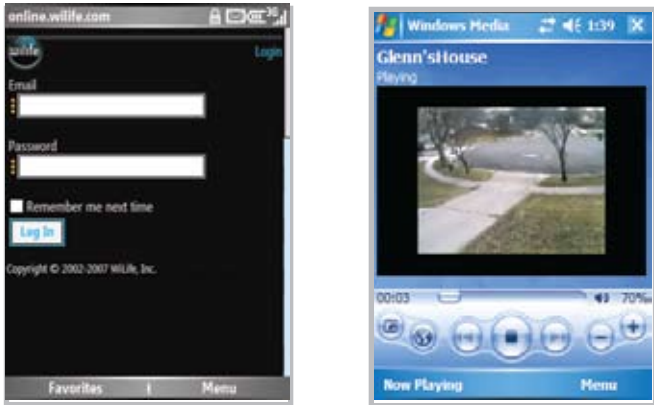 online.wilife.com
3G
wilife
Login
Email
Password
Remember me next time
Log In
Copyright © 2002-2007 WiLife, Inc.
Favorites
Menu
Windows Media
1:39
Glenn'sHouse
Playing
00:03
70%
Now Playing
Menu